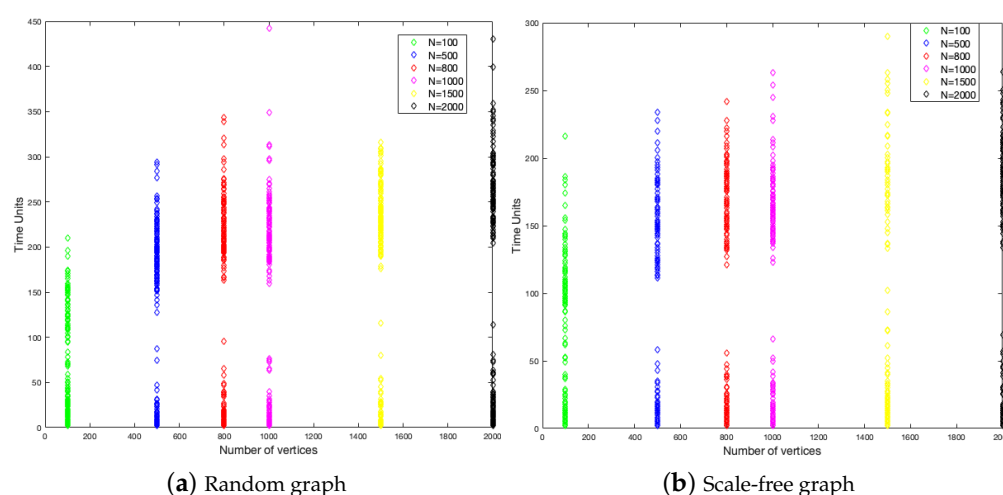 450
400
350
300
250
200
150
100
50
0
Time Units
0 200 400 600 800 1000 1200 1400 1600 1800 2000
Number of vertices
N=100
N=500
N=800
N=1000
N=1500
N=2000
(a) Random graph
300
250
200
150
100
50
0
Time Units
0 200 400 600 800 1000 1200 1400 1600 1800 2000
Number of vertices
N=100
N=500
N=800
N=1000
N=1500
N=2000
(b) Scale-free graph